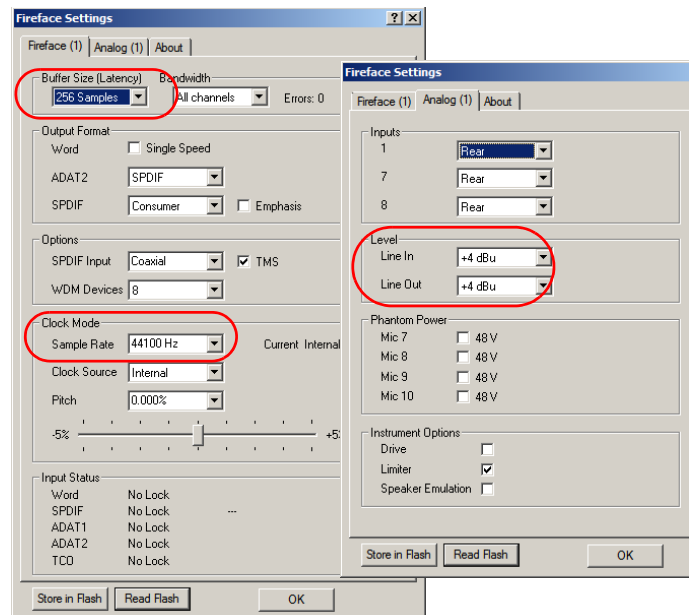 Fireface Settings
Fireface (1) Analog (1) About
Buffer Size (Latency) Bandwidth
256 Samples All channels Errors: 0
Output Format
Word Single Speed
ADAT2 SPDIF
SPDIF Consumer Emphasis
Options
SPDIF Input Coaxial TMS
WDM Devices 8
Clock Mode
Sample Rate 44100 Hz Current Internal
Clock Source Internal
Pitch 0.000%
-5% +5
Input Status
Word No Lock
SPDIF No Lock ---
ADAT1 No Lock
ADAT2 No Lock
TCO No Lock
Store in Flash Read Flash OK
Fireface Settings
Fireface (1) Analog (1) About
Inputs
1 Rear
7 Rear
8 Rear
Level
Line In +4 dBu
Line Out +4 dBu
Phantom Power
Mic 7 48 V
Mic 8 48 V
Mic 9 48 V
Mic 10 48 V
Instrument Options
Drive
Limiter
Speaker Emulation
Store in Flash Read Flash OK